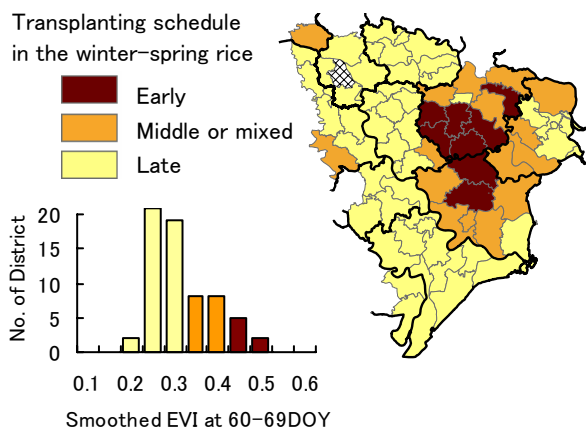 Transplanting schedule
in the winter-spring rice
Early
Middle or mixed
Late
No. of District
20
15
10
5
0
0.1 0.2 0.3 0.4 0.5 0.6
Smoothed EVI at 60-69DOY